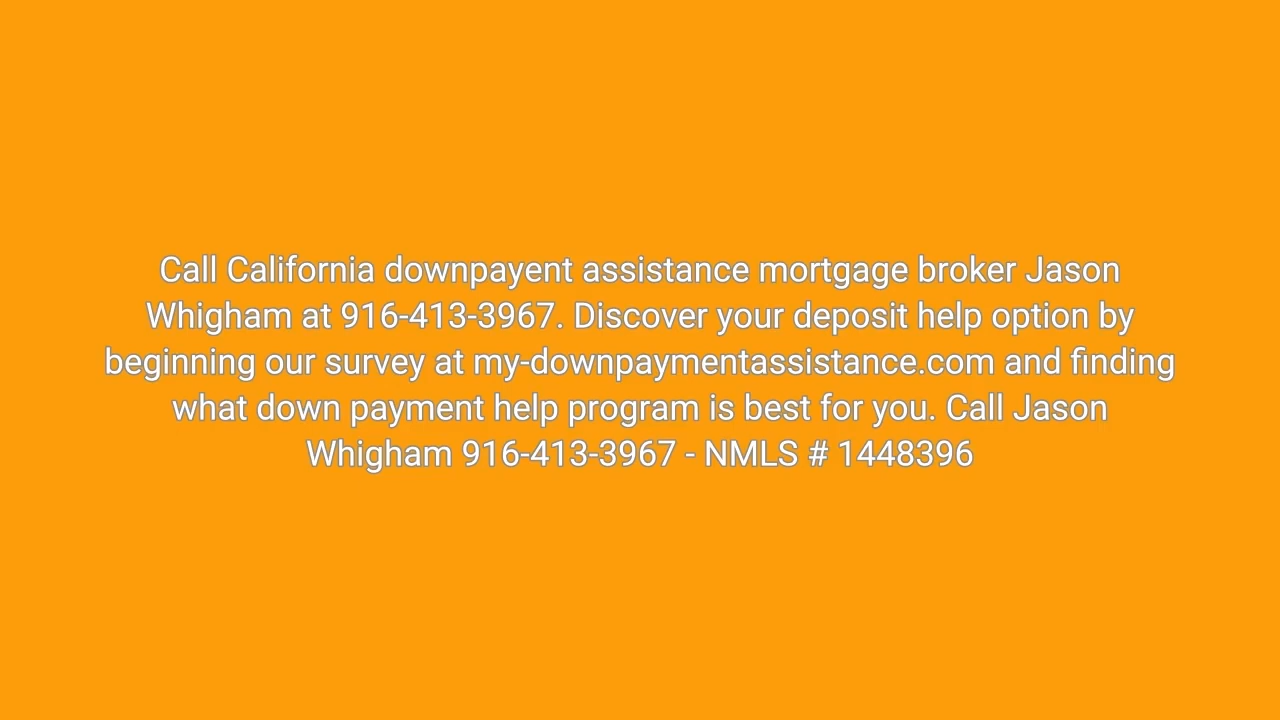 Call California downpayent assistance mortgage broker Jason
Whigham at 916-413-3967. Discover your deposit help option by
beginning our survey at my-downpaymentassistance.com and finding
what down payment help program is best for you. Call Jason
Whigham 916-413-3967 - NMLS # 1448396